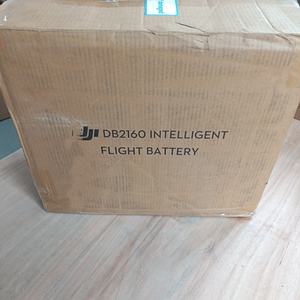 DJI DB2160 INTELLIGENT
FLIGHT BATTERY